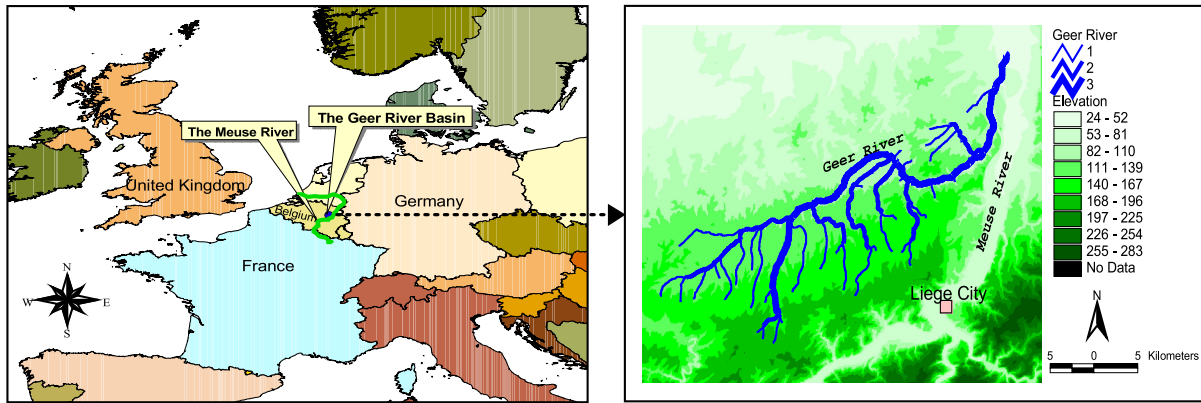 The Meuse River
The Geer River Basin
United Kingdom
Belgium
Germany
France
N
W
E
S
Geer River
Meuse River
Liege City
Geer River
1
2
3
Elevation
24 - 52
53 - 81
82 - 110
111 - 139
140 - 167
168 - 196
197 - 225
226 - 254
255 - 283
No Data
N
5 0 5 Kilometers